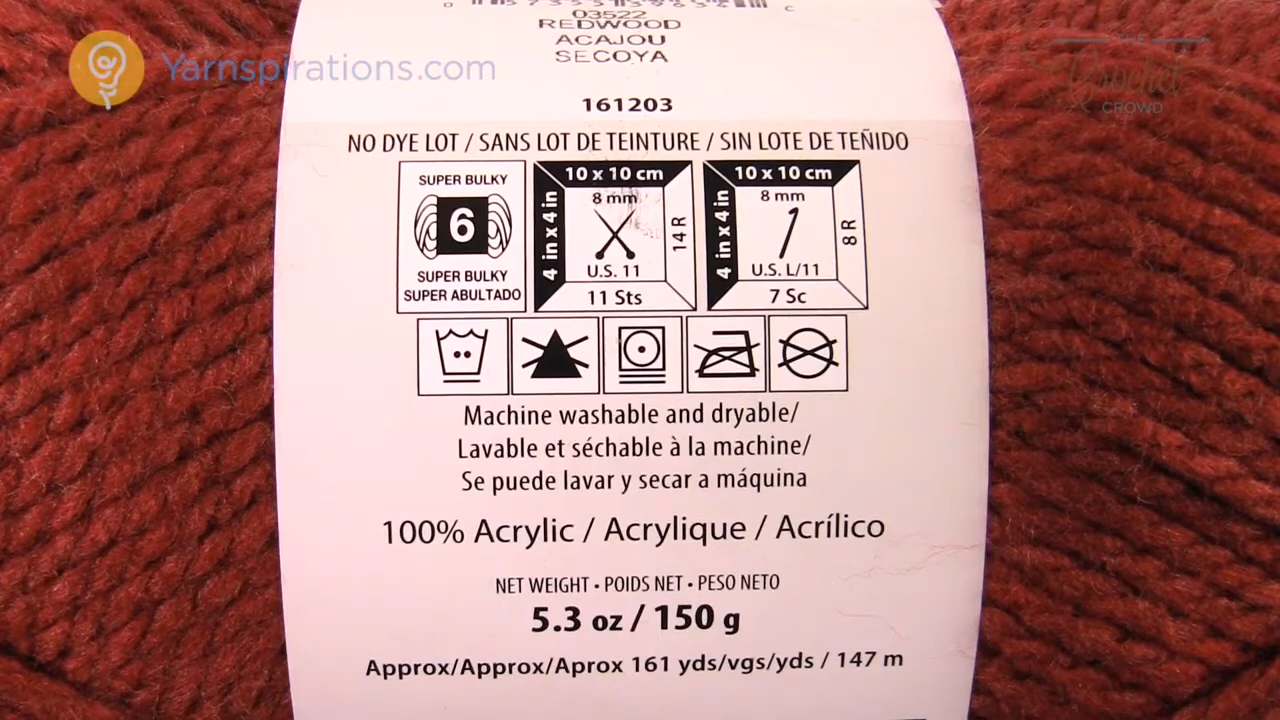 Yarnspirations.com
THE
Crochet
CROWD
03522
REDWOOD
ACAJOU
SECOYA
161203
NO DYE LOT / SANS LOT DE TEINTURE / SIN LOTE DE TEÑIDO
SUPER BULKY
6
SUPER BULKY
SUPER ABULTADO
10 x 10 cm
4 in x 4 in
8 mm
14 R
U.S. 11
11 Sts
10 x 10 cm
4 in x 4 in
8 mm
8 R
U.S. L/11
7 Sc
Machine washable and dryable/
Lavable et séchable à la machine/
Se puede lavar y secar a máquina
100% Acrylic / Acrylique / Acrílico
NET WEIGHT • POIDS NET • PESO NETO
5.3 oz / 150 g
Approx/Approx/Aprox 161 yds/vgs/yds / 147 m